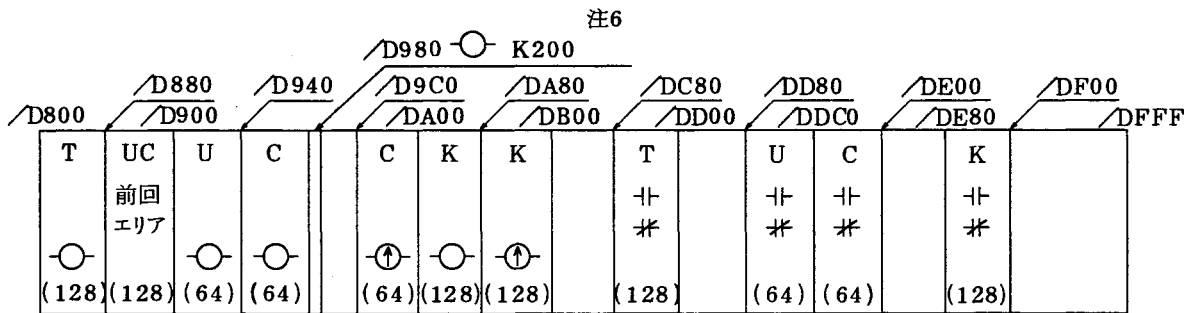 注6
/D980 K200
/D880 /D940 /D9C0 /DA80 /DC80 /DD80 /DE00 /DF00
/D800 /D900 /DA00 /DB00 /DD00 /DDC0 /DE80 /DFFF
T UC U C C K K T U C K
前回
エリア
(128) (128) (64) (64) (64) (128) (128) (128) (64) (64) (128)